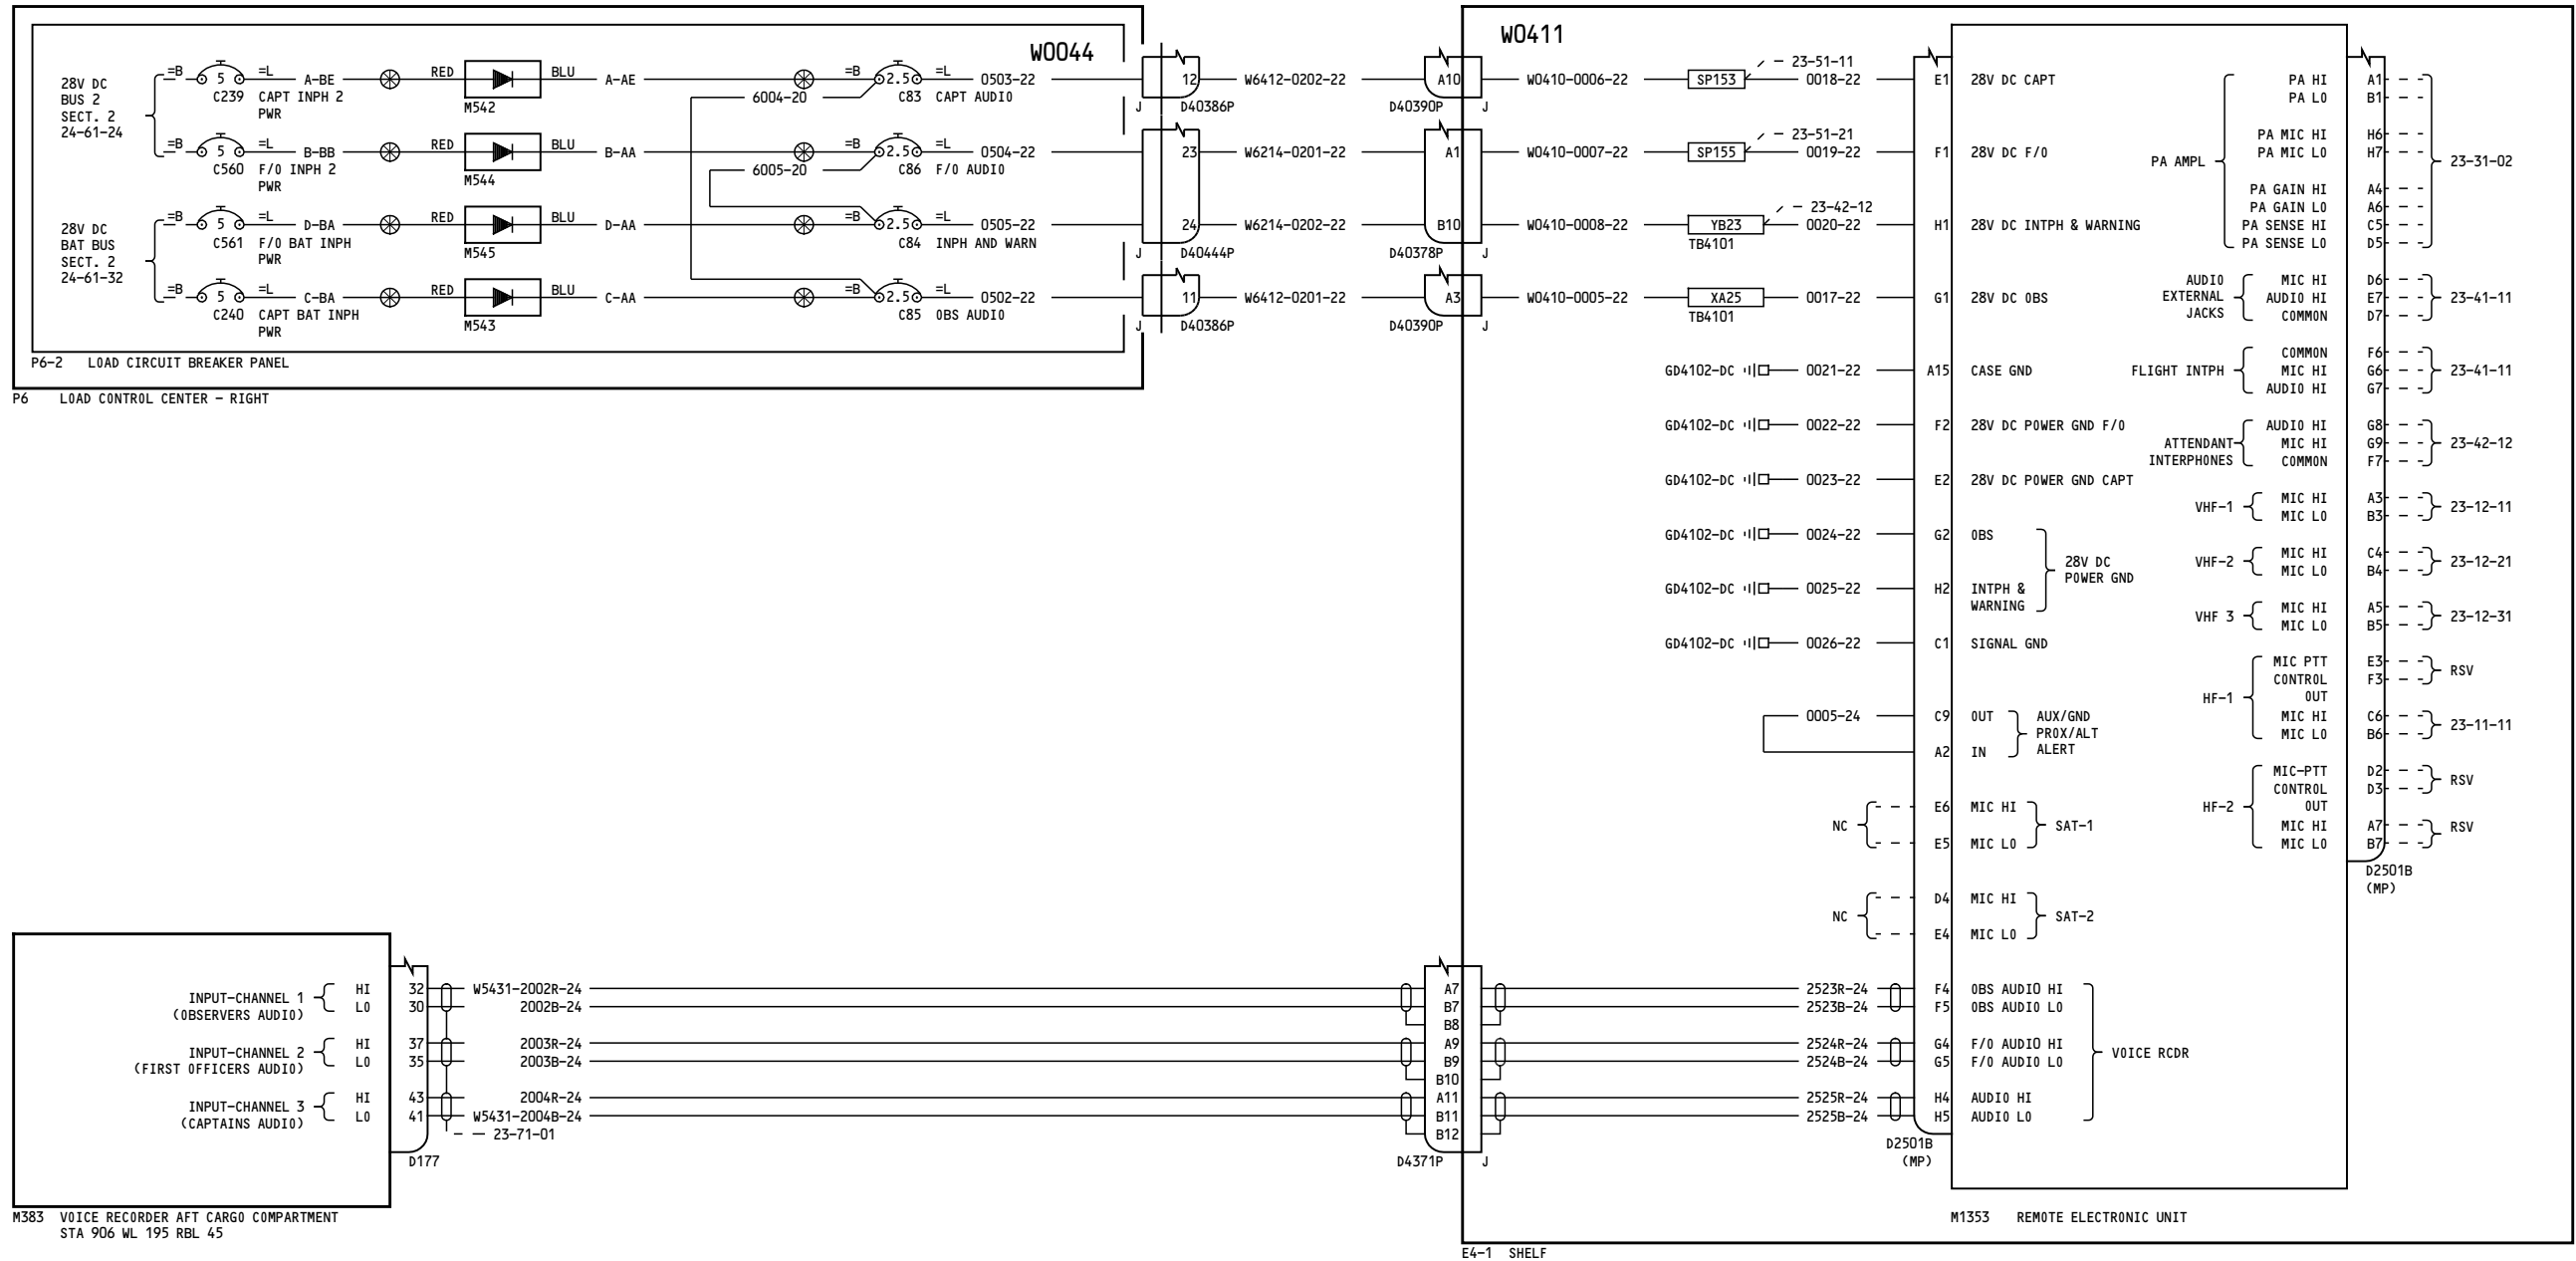 W0044
28V DC
BUS 2
SECT. 2
24-61-24
=B 5 =L A-BE RED BLU A-AE =B 2.5 =L 0503-22
C239 CAPT INPH 2
PWR
M542
6004-20
C83 CAPT AUDIO
=B 5 =L B-BB RED BLU B-AA =B 2.5 =L 0504-22
C560 F/O INPH 2
PWR
M544
6005-20
C86 F/O AUDIO
28V DC
BAT BUS
SECT. 2
24-61-32
=B 5 =L D-BA RED BLU D-AA =B 2.5 =L 0505-22
C561 F/O BAT INPH
PWR
M545
C84 INPH AND WARN
=B 5 =L C-BA RED BLU C-AA =B 2.5 =L 0502-22
C240 CAPT BAT INPH
PWR
M543
C85 OBS AUDIO
P6-2 LOAD CIRCUIT BREAKER PANEL
P6 LOAD CONTROL CENTER - RIGHT
12 W6412-0202-22 A10
J D40386P D40390P J
23 W6214-0201-22 A1
24 W6214-0202-22 B10
J D40444P D40378P J
11 W6412-0201-22 A3
J D40386P D40390P J
W0411
W0410-0006-22 SP153 23-51-11
0018-22 E1 28V DC CAPT
W0410-0007-22 SP155 23-51-21
0019-22 F1 28V DC F/O
W0410-0008-22 YB23 23-42-12
TB4101
0020-22 H1 28V DC INTPH & WARNING
W0410-0005-22 XA25 0017-22 G1 28V DC OBS
TB4101
GD4102-DC 0021-22 A15 CASE GND
GD4102-DC 0022-22 F2 28V DC POWER GND F/O
GD4102-DC 0023-22 E2 28V DC POWER GND CAPT
GD4102-DC 0024-22 G2 OBS
28V DC
POWER GND
GD4102-DC 0025-22 H2 INTPH &
WARNING
GD4102-DC 0026-22 C1 SIGNAL GND
0005-24 C9 OUT
A2 IN
AUX/GND
PROX/ALT
ALERT
NC
E6 MIC HI
E5 MIC LO
SAT-1
NC
D4 MIC HI
E4 MIC LO
SAT-2
PA AMPL
PA HI A1
PA LO B1
PA MIC HI H6
PA MIC LO H7
PA GAIN HI A4
PA GAIN LO A6
PA SENSE HI C5
PA SENSE LO D5
23-31-02
AUDIO
EXTERNAL
JACKS
MIC HI D6
AUDIO HI E7
COMMON D7
23-41-11
FLIGHT INTPH
COMMON F6
MIC HI G6
AUDIO HI G7
23-41-11
ATTENDANT
INTERPHONES
AUDIO HI G8
MIC HI G9
COMMON F7
23-42-12
VHF-1
MIC HI A3
MIC LO B3
23-12-11
VHF-2
MIC HI C4
MIC LO B4
23-12-21
VHF 3
MIC HI A5
MIC LO B5
23-12-31
HF-1
MIC PTT E3
CONTROL F3
OUT
RSV
MIC HI C6
MIC LO B6
23-11-11
HF-2
MIC-PTT D2
CONTROL D3
OUT
RSV
MIC HI A7
MIC LO B7
RSV
D2501B
(MP)
INPUT-CHANNEL 1
(OBSERVERS AUDIO)
HI 32 W5431-2002R-24 A7 2523R-24 F4 OBS AUDIO HI
LO 30 2002B-24 B7 2523B-24 F5 OBS AUDIO LO
B8
INPUT-CHANNEL 2
(FIRST OFFICERS AUDIO)
HI 37 2003R-24 A9 2524R-24 G4 F/O AUDIO HI
LO 35 2003B-24 B9 2524B-24 G5 F/O AUDIO LO
B10
VOICE RCDR
INPUT-CHANNEL 3
(CAPTAINS AUDIO)
HI 43 2004R-24 A11 2525R-24 H4 AUDIO HI
LO 41 W5431-2004B-24 B11 2525B-24 H5 AUDIO LO
23-71-01
B12
D177
D4371P J
D2501B
(MP)
M383 VOICE RECORDER AFT CARGO COMPARTMENT
STA 906 WL 195 RBL 45
M1353 REMOTE ELECTRONIC UNIT
E4-1 SHELF